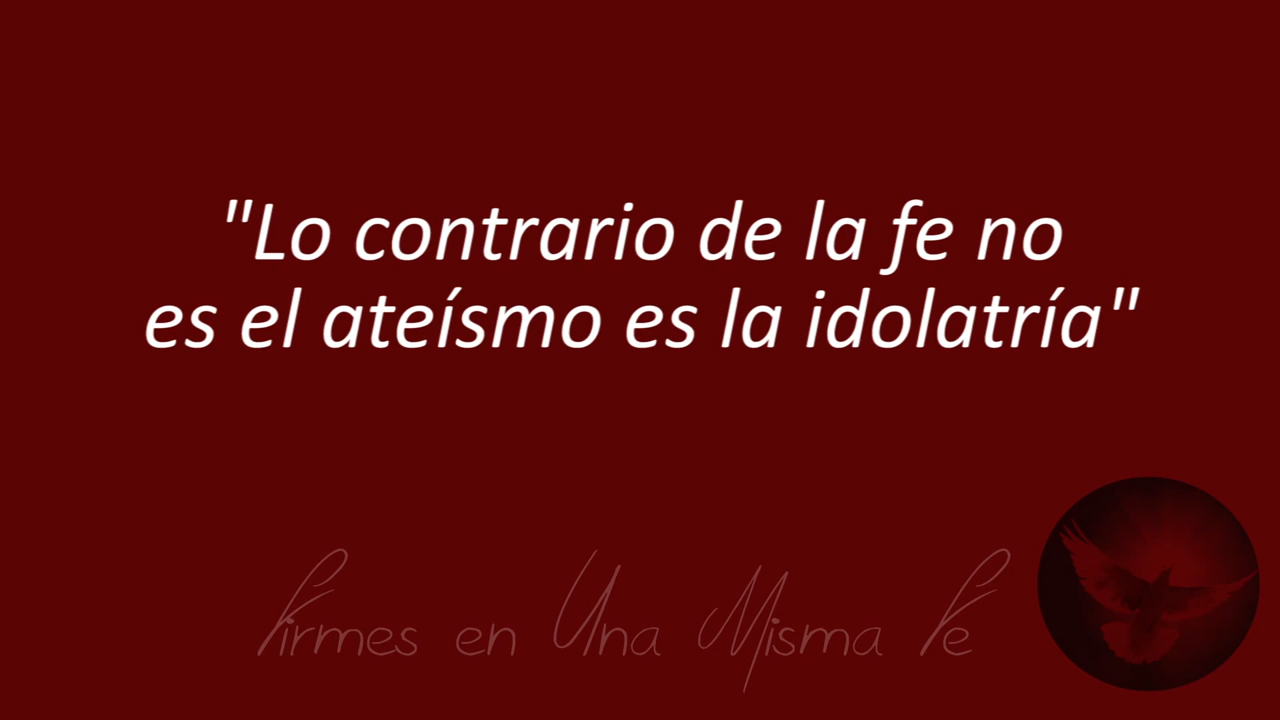 "Lo contrario de la fe no
es el ateísmo es la idolatría"
Firmes en Una Misma Fe